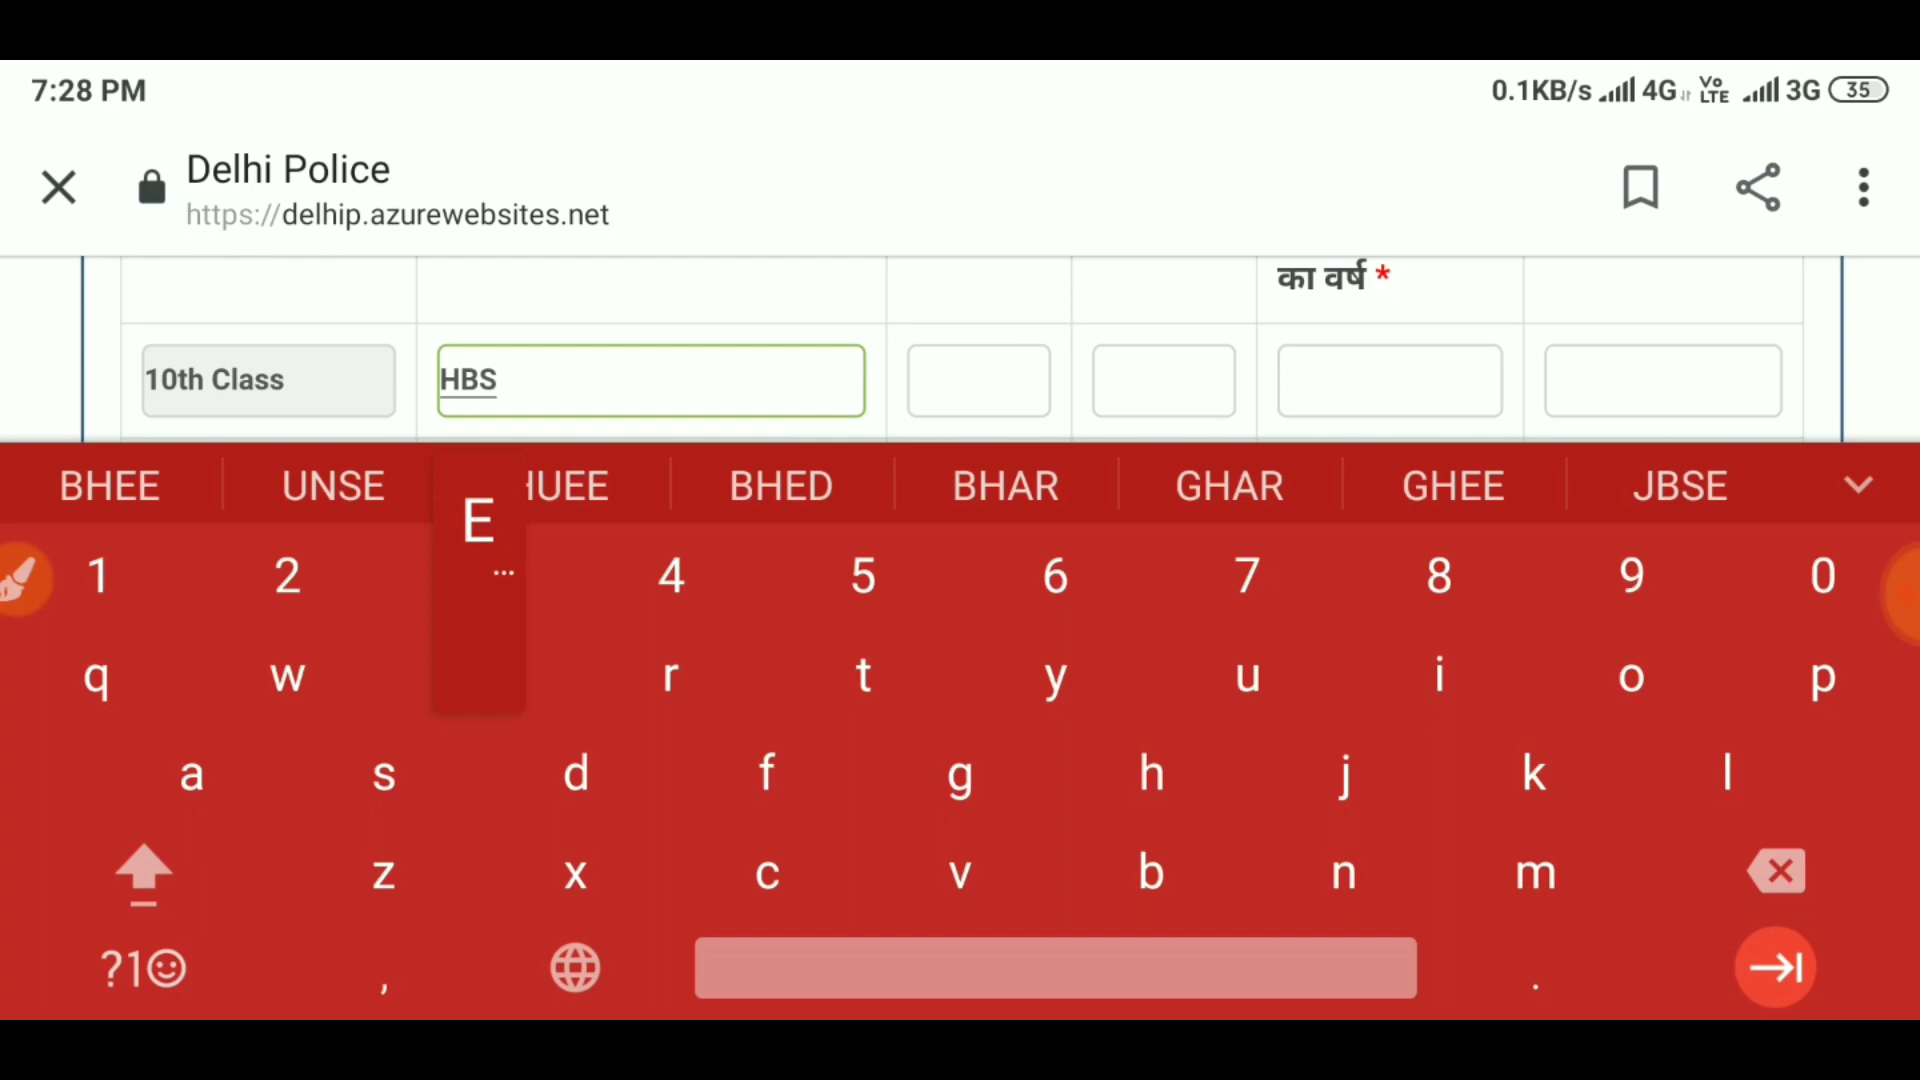 7:28 PM 0.1KB/s 4G Vo LTE 3G 35
Delhi Police
https://delhip.azurewebsites.net
का वर्ष *
10th Class HBS
BHEE UNSE HUEE BHED BHAR GHAR GHEE JBSE
E
...
1 2 4 5 6 7 8 9 0
q w r t y u i o p
a s d f g h j k l
z x c v b n m
?1☺ , .